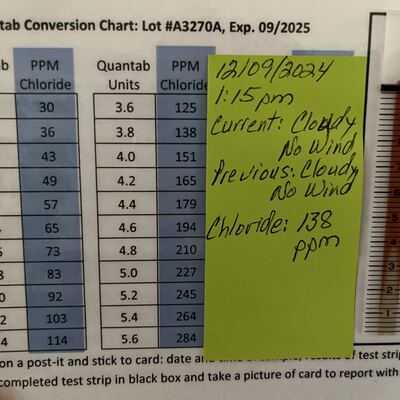 tab Conversion Chart: Lot #A3270A, Exp. 09/2025
PPM Chloride Quantab Units PPM Chloride
30 3.6 125
36 3.8 138
43 4.0 151
49 4.2 165
57 4.4 179
65 4.6 194
73 4.8 210
83 5.0 227
92 5.2 245
103 5.4 264
114 5.6 284
12/09/2024
1:15pm
Current: Cloudy
No Wind
Previous: Cloudy
No Wind
Chloride: 138
ppm
on a post-it and stick to card: date and time of sample, results of test strip
completed test strip in black box and take a picture of card to report with